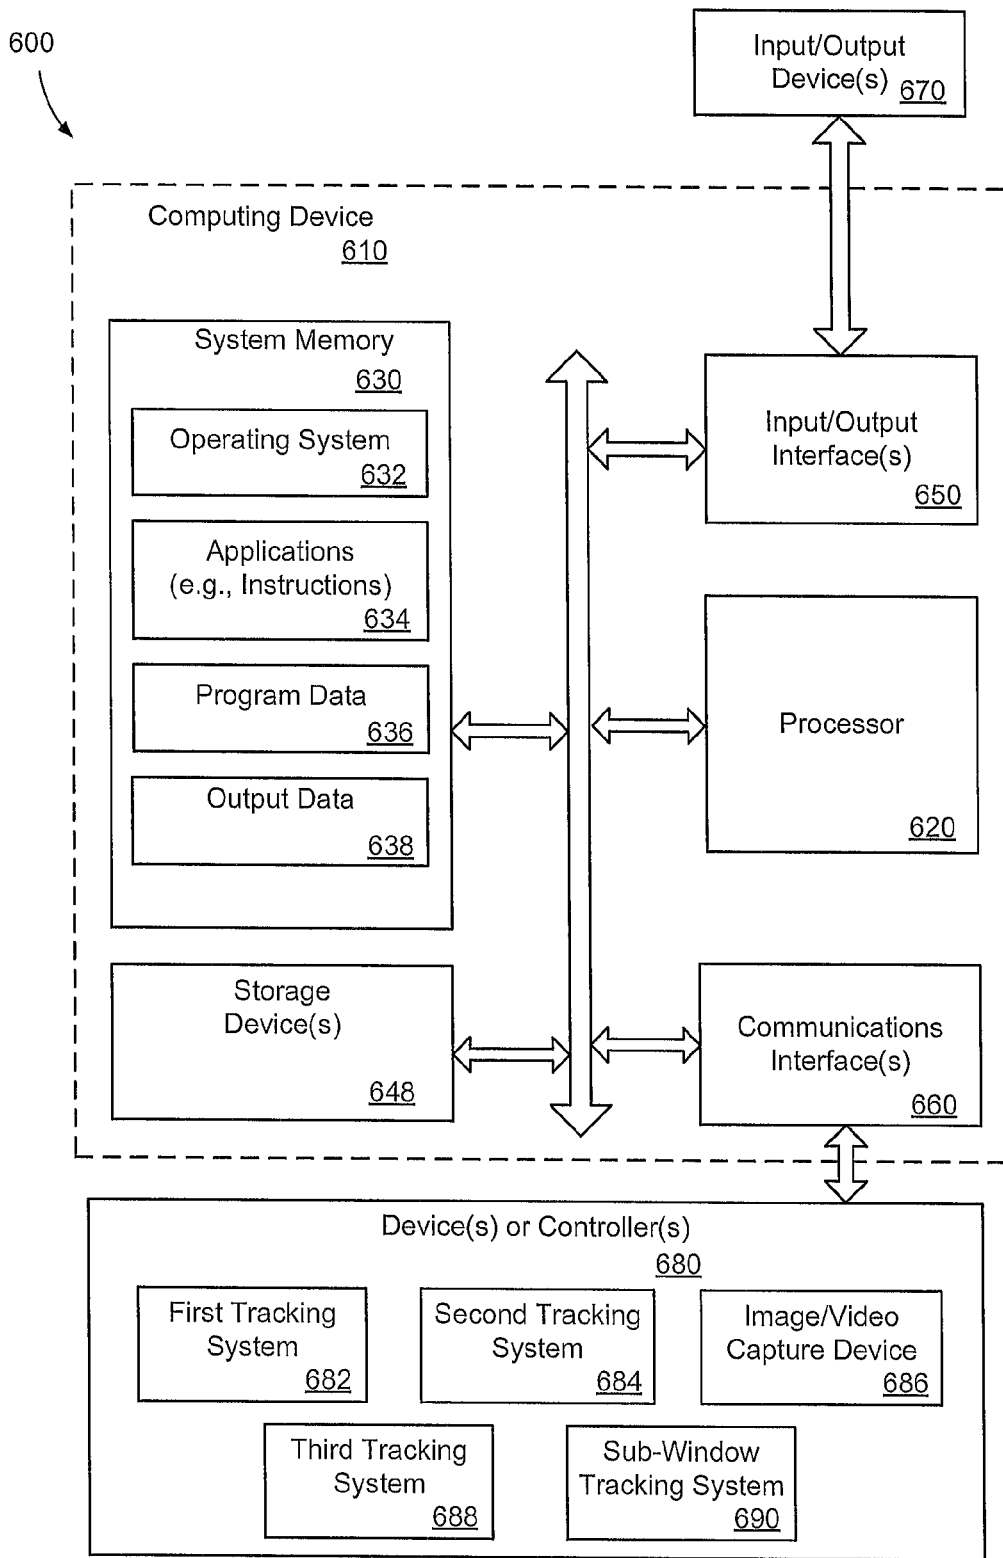 600
Input/Output
Device(s)
670
Computing Device
610
System Memory
630
Operating System
632
Applications
(e.g., Instructions)
634
Program Data
636
Output Data
638
Storage
Device(s)
648
Input/Output
Interface(s)
650
Processor
620
Communications
Interface(s)
660
Device(s) or Controller(s)
680
First Tracking
System
682
Second Tracking
System
684
Image/Video
Capture Device
686
Third Tracking
System
688
Sub-Window
Tracking System
690